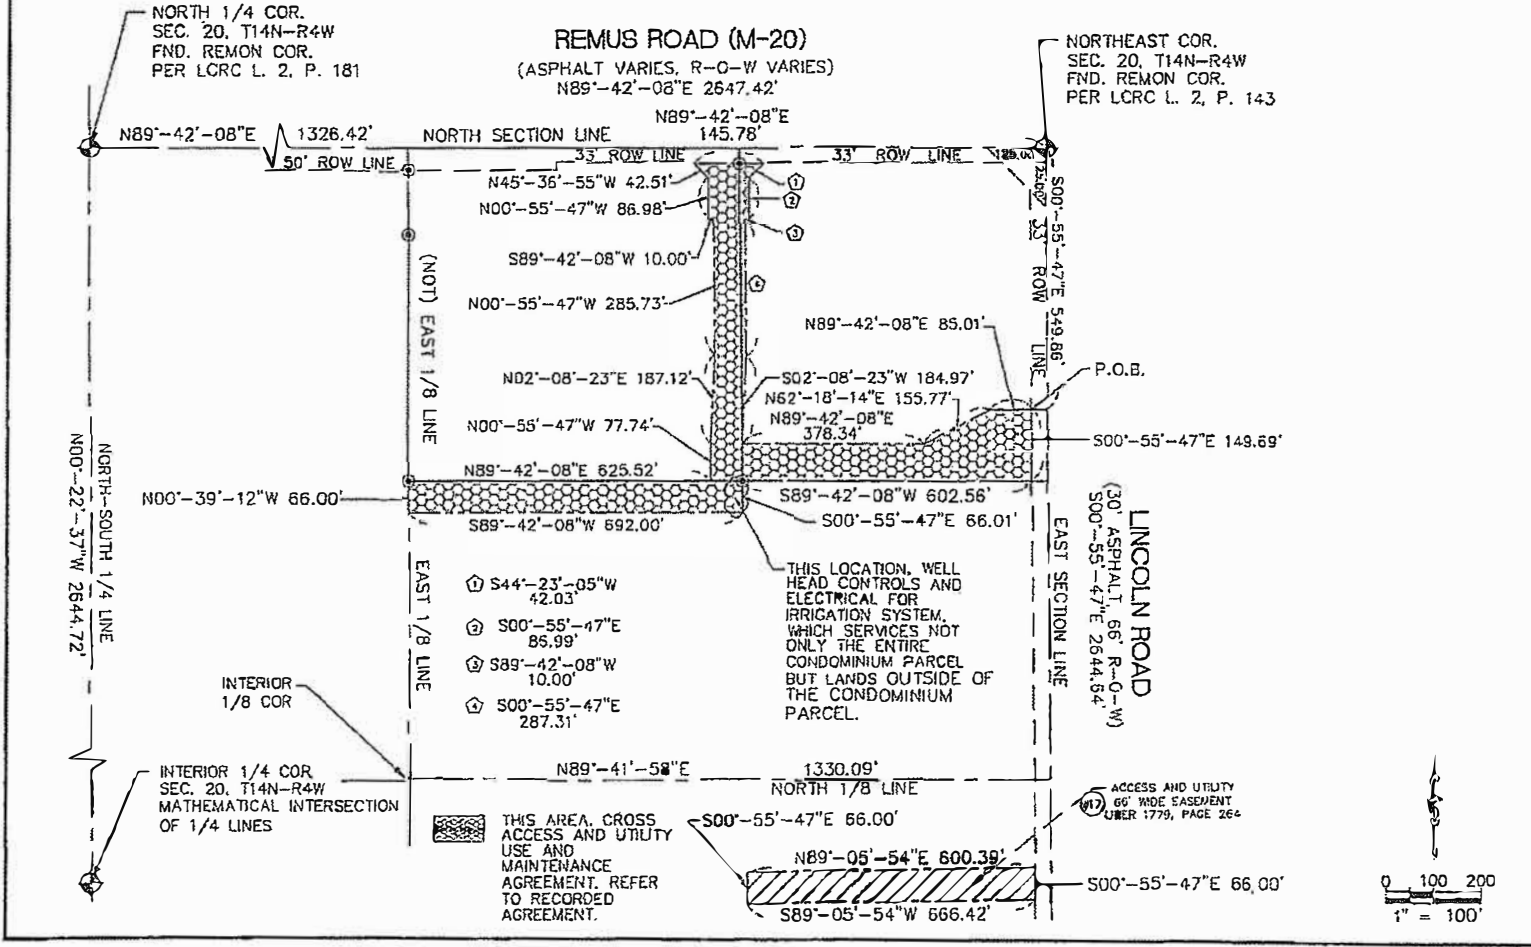 NORTH 1/4 COR.
SEC. 20, T14N-R4W
FND. REMON COR.
PER LCRC L. 2, P. 181
REMUS ROAD (M-20)
(ASPHALT VARIES, R-O-W VARIES)
N89°-42'-08"E 2647.42'
NORTHEAST COR.
SEC. 20, T14N-R4W
FND. REMON COR.
PER LCRC L. 2, P. 143
N89°-42'-08"E 1326.42'
NORTH SECTION LINE
N89°-42'-08"E
145.78'
50' ROW LINE
33' ROW LINE
33' ROW LINE
N45°-36'-55"W 42.51'
N00°-55'-47"W 86.98'
S89°-42'-08"W 10.00'
N00°-55'-47"W 285.73'
1
2
3
(NOT) EAST 1/8 LINE
S00°-55'-47"E 549.86'
33' ROW LINE
N89°-42'-08"E 85.01'
P.O.B.
N02°-08'-23"E 187.12'
S02°-08'-23"W 184.97'
N62°-18'-14"E 155.77'
N89°-42'-08"E
378.34'
N00°-55'-47"W 77.74'
S00°-55'-47"E 149.69'
N89°-42'-08"E 625.52'
N00°-39'-12"W 66.00'
S89°-42'-08"W 602.56'
S89°-42'-08"W 692.00'
S00°-55'-47"E 66.01'
NORTH-SOUTH 1/4 LINE
N00°-22'-37"W 2644.72'
EAST 1/8 LINE
1 S44°-23'-05"W
42.03'
2 S00°-55'-47"E
3 S89°-42'-08"W
10.00'
4 S00°-55'-47"E
287.31'
THIS LOCATION, WELL
HEAD CONTROLS AND
ELECTRICAL FOR
IRRIGATION SYSTEM,
WHICH SERVICES NOT
ONLY THE ENTIRE
CONDOMINIUM PARCEL
BUT LANDS OUTSIDE OF
THE CONDOMINIUM
PARCEL.
EAST SECTION LINE
LINCOLN ROAD
(30' ASPHALT, 66' R-O-W)
S00°-55'-47"E 2644.64'
INTERIOR
1/8 COR
INTERIOR 1/4 COR
SEC. 20, T14N-R4W
MATHEMATICAL INTERSECTION
OF 1/4 LINES
N89°-41'-58"E 1330.09'
NORTH 1/8 LINE
THIS AREA, CROSS
ACCESS AND UTILITY
USE AND
MAINTENANCE
AGREEMENT. REFER
TO RECORDED
AGREEMENT.
S00°-55'-47"E 66.00'
ACCESS AND UTILITY
66' WIDE EASEMENT
LIBER 1779, PAGE 264
N89°-05'-54"E 600.39'
S89°-05'-54"W 666.42'
S00°-55'-47"E 66.00'
0 100 200
1" = 100'